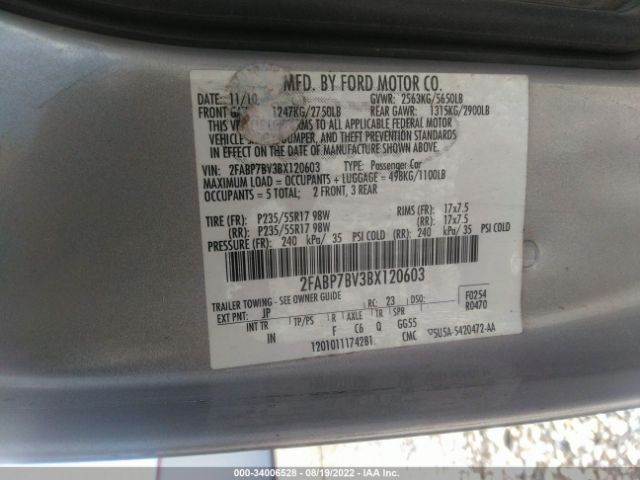 MFD. BY FORD MOTOR CO.
DATE: 11/10 GVWR: 2563KG/5650LB
FRONT 1247KG/2750LB REAR GAWR: 1315KG/2900LB
THIS TO ALL APPLICABLE FEDERAL MOTOR
VEHICLE BUMPER, AND THEFT PREVENTION STANDARDS
IN EFFECT ON THE DATE OF MANUFACTURE SHOWN ABOVE.
VIN: 2FABP7BV3BX120603 TYPE: Passenger Car
MAXIMUM LOAD = OCCUPANTS + LUGGAGE = 498KG/1100LB
OCCUPANTS = 5 TOTAL; 2 FRONT, 3 REAR
TIRE (FR): P235/55R17 98W RIMS (FR): 17x7.5
(RR): P235/55R17 98W (RR): 17x7.5
PRESSURE (FR): 240 kPa/ 35 PSI COLD (RR): 240 kPa/ 35 PSI COLD
2FABP7BV3BX120603
TRAILER TOWING - SEE OWNER GUIDE
F0254
EXT PNT: JP RC: 23 DSO: R0470
INT TR TP/PS R AXLE TR SPR
IN F C6 Q GG55
1201011174281 CMC 5U5A-5420472-AA
000-34006528 - 08/19/2022 - IAA Inc.